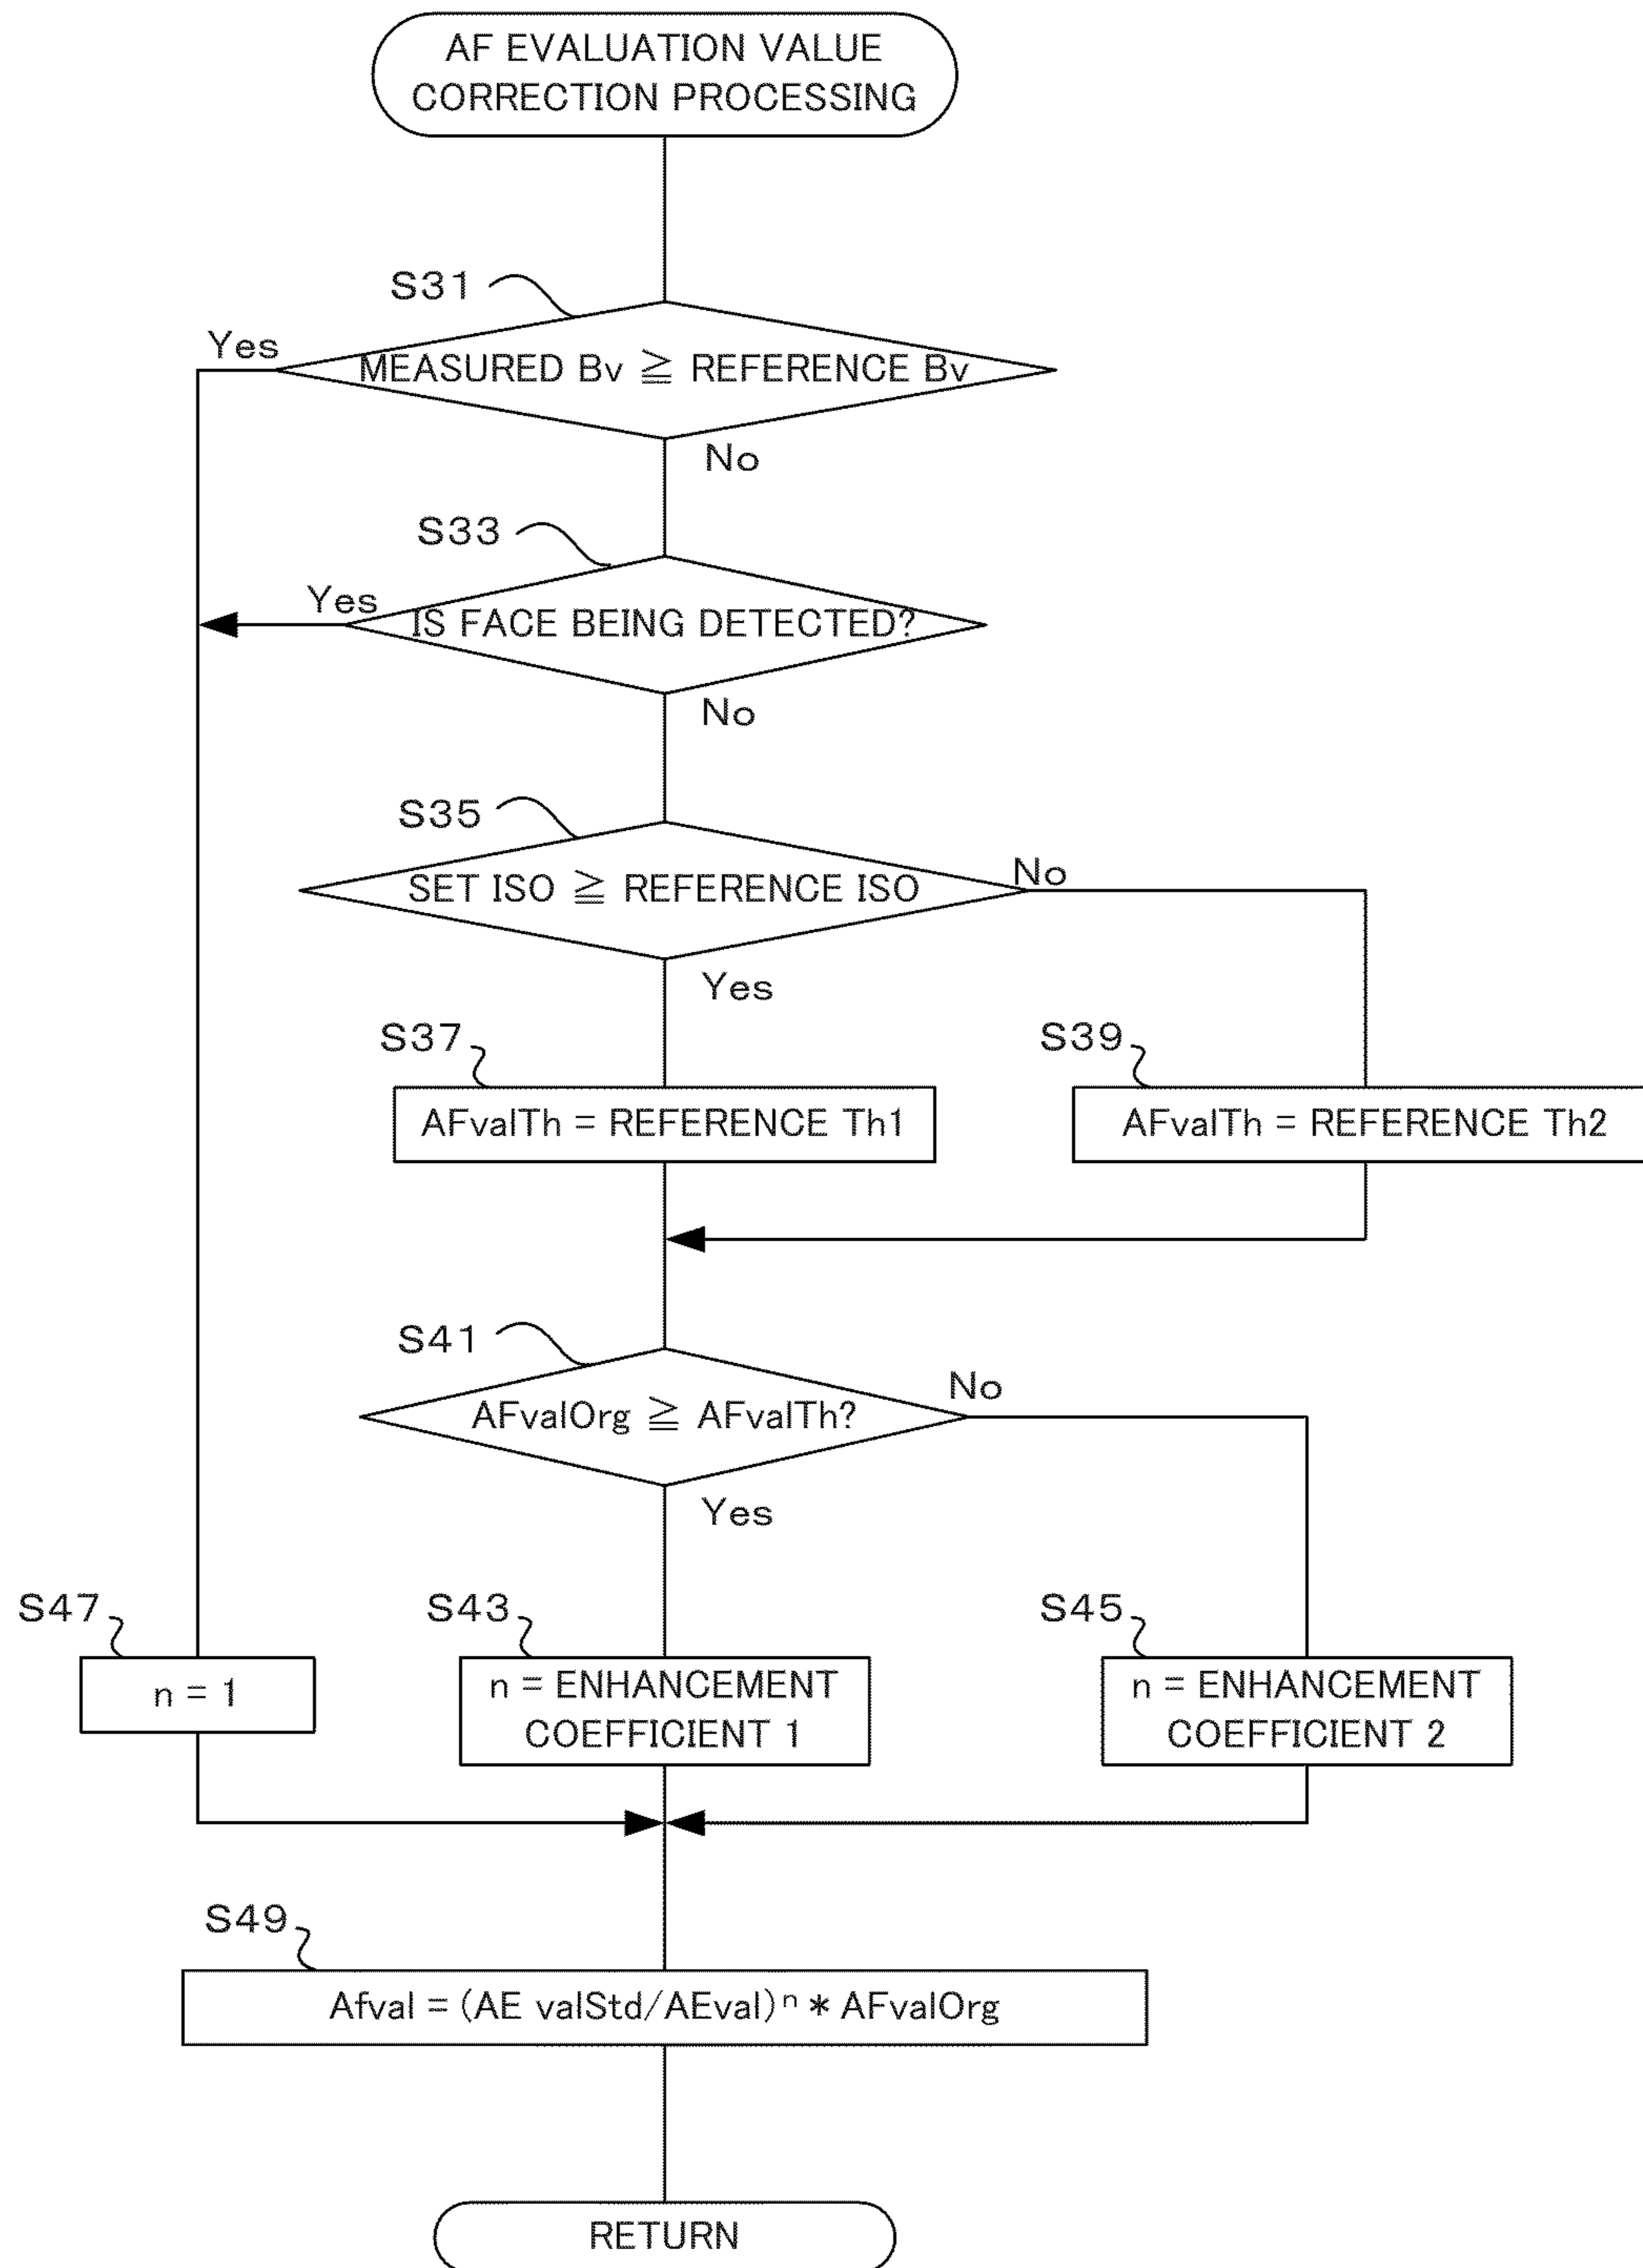 AF EVALUATION VALUE
CORRECTION PROCESSING
S31
Yes
MEASURED Bv ≧ REFERENCE Bv
No
S33
Yes
IS FACE BEING DETECTED?
No
S35
SET ISO ≧ REFERENCE ISO
No
Yes
S37
AFvalTh = REFERENCE Th1
S39
AFvalTh = REFERENCE Th2
S41
AFvalOrg ≧ AFvalTh?
No
Yes
S47
n = 1
S43
n = ENHANCEMENT
COEFFICIENT 1
S45
n = ENHANCEMENT
COEFFICIENT 2
S49
Afval = (AE valStd/AEval)ⁿ * AFvalOrg
RETURN